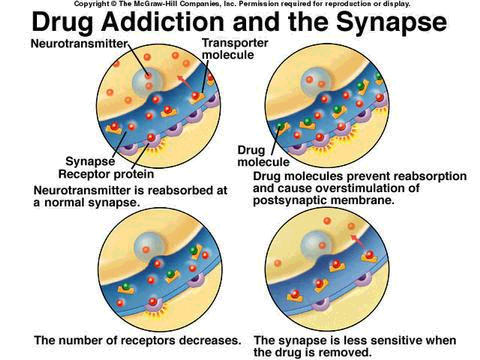 Copyright © The McGraw-Hill Companies, Inc. Permission required for reproduction or display.
Drug Addiction and the Synapse
Neurotransmitter
Transporter
molecule
Synapse
Receptor protein
Neurotransmitter is reabsorbed at
a normal synapse.
Drug
molecule
Drug molecules prevent reabsorption
and cause overstimulation of
postsynaptic membrane.
The number of receptors decreases.
The synapse is less sensitive when
the drug is removed.